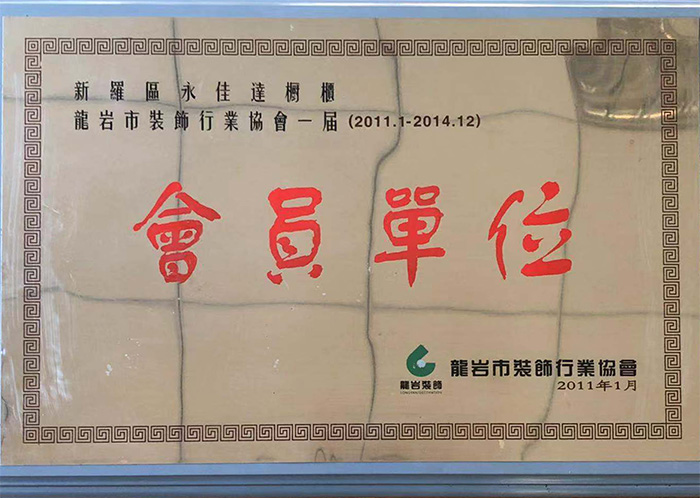 新羅區永佳達櫥櫃
龍岩市裝飾行業協會一届(2011.1-2014.12)
會員單位
龍岩裝飾
龍岩市裝飾行業協會
2011年1月